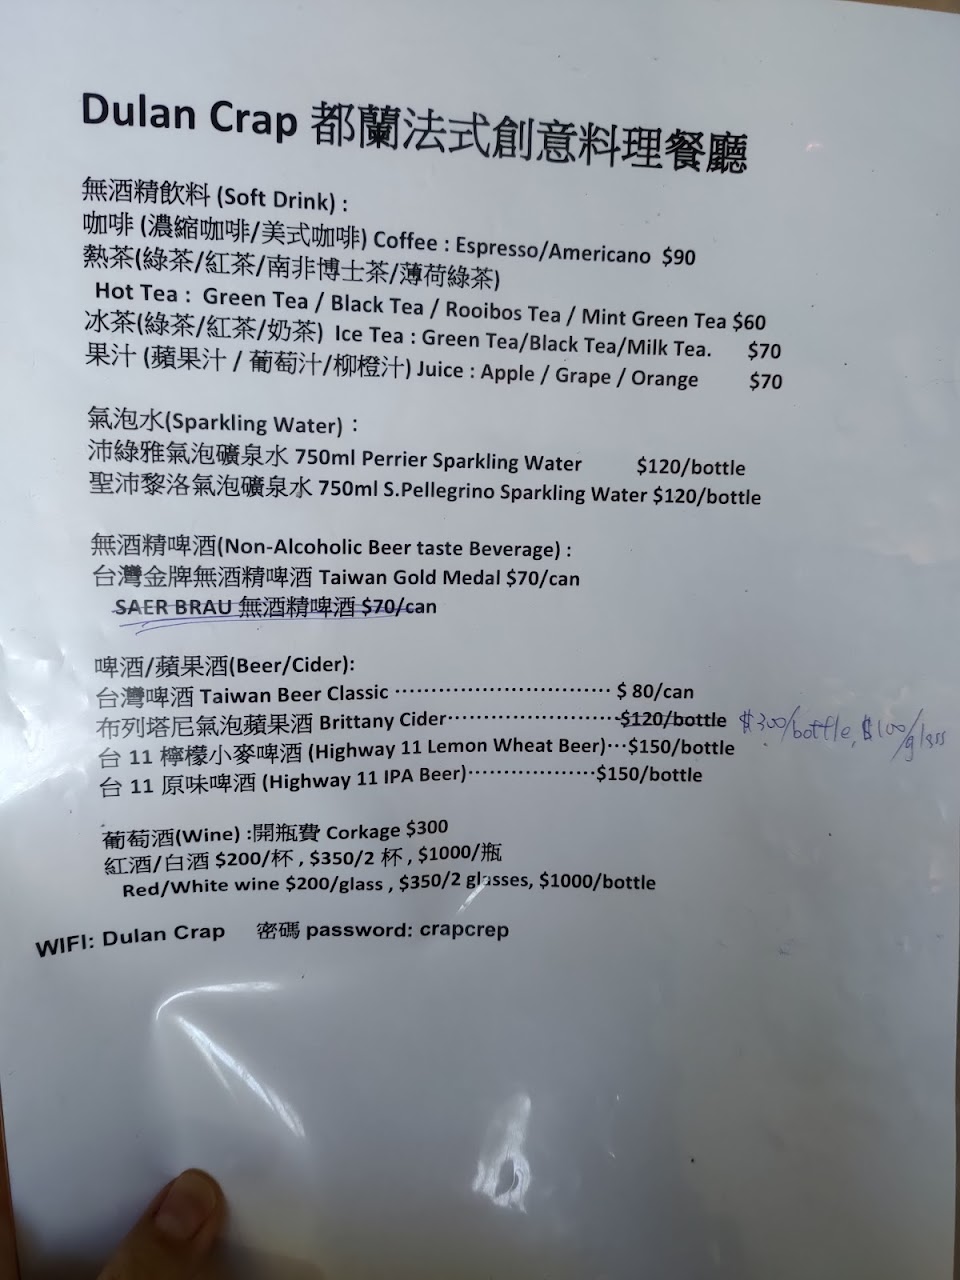 Dulan Crap 都蘭法式創意料理餐廳
無酒精飲料 (Soft Drink) :
咖啡 (濃縮咖啡/美式咖啡) Coffee : Espresso/Americano $90
熱茶(綠茶/紅茶/南非博士茶/薄荷綠茶)
Hot Tea : Green Tea / Black Tea / Rooibos Tea / Mint Green Tea $60
冰茶(綠茶/紅茶/奶茶) Ice Tea : Green Tea/Black Tea/Milk Tea. $70
果汁 (蘋果汁 / 葡萄汁/柳橙汁) Juice : Apple / Grape / Orange $70
氣泡水(Sparkling Water) :
沛綠雅氣泡礦泉水 750ml Perrier Sparkling Water $120/bottle
聖沛黎洛氣泡礦泉水 750ml S.Pellegrino Sparkling Water $120/bottle
無酒精啤酒(Non-Alcoholic Beer taste Beverage) :
台灣金牌無酒精啤酒 Taiwan Gold Medal $70/can
SAER BRAU 無酒精啤酒 $70/can
啤酒/蘋果酒(Beer/Cider):
台灣啤酒 Taiwan Beer Classic ······························ $ 80/can
布列塔尼氣泡蘋果酒 Brittany Cider························$120/bottle $300/bottle, $100/glass
台 11 檸檬小麥啤酒 (Highway 11 Lemon Wheat Beer)···$150/bottle
台 11 原味啤酒 (Highway 11 IPA Beer)··················$150/bottle
葡萄酒(Wine) :開瓶費 Corkage $300
紅酒/白酒 $200/杯 , $350/2 杯 , $1000/瓶
Red/White wine $200/glass , $350/2 glasses, $1000/bottle
WIFI: Dulan Crap 密碼 password: crapcrep